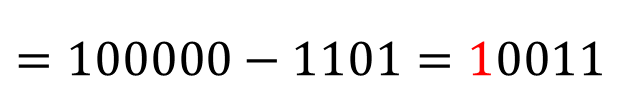 = 100000 − 1101 = 10011